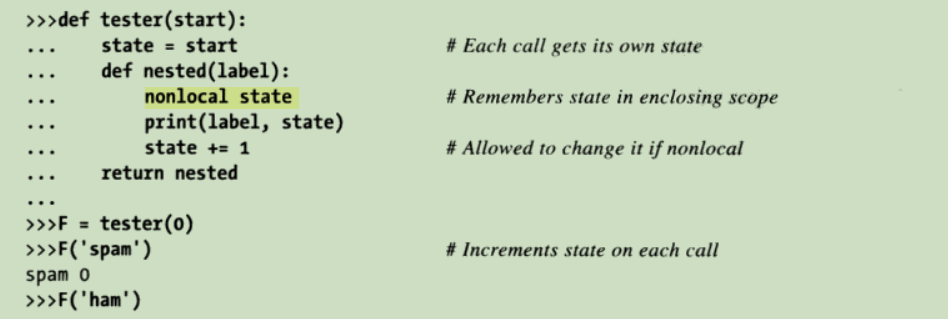 >>>def tester(start):
...     state = start                    # Each call gets its own state
...     def nested(label):
...         nonlocal state               # Remembers state in enclosing scope
...         print(label, state)
...         state += 1                   # Allowed to change it if nonlocal
...     return nested
...
>>>F = tester(0)
>>>F('spam')                             # Increments state on each call
spam 0
>>>F('ham')